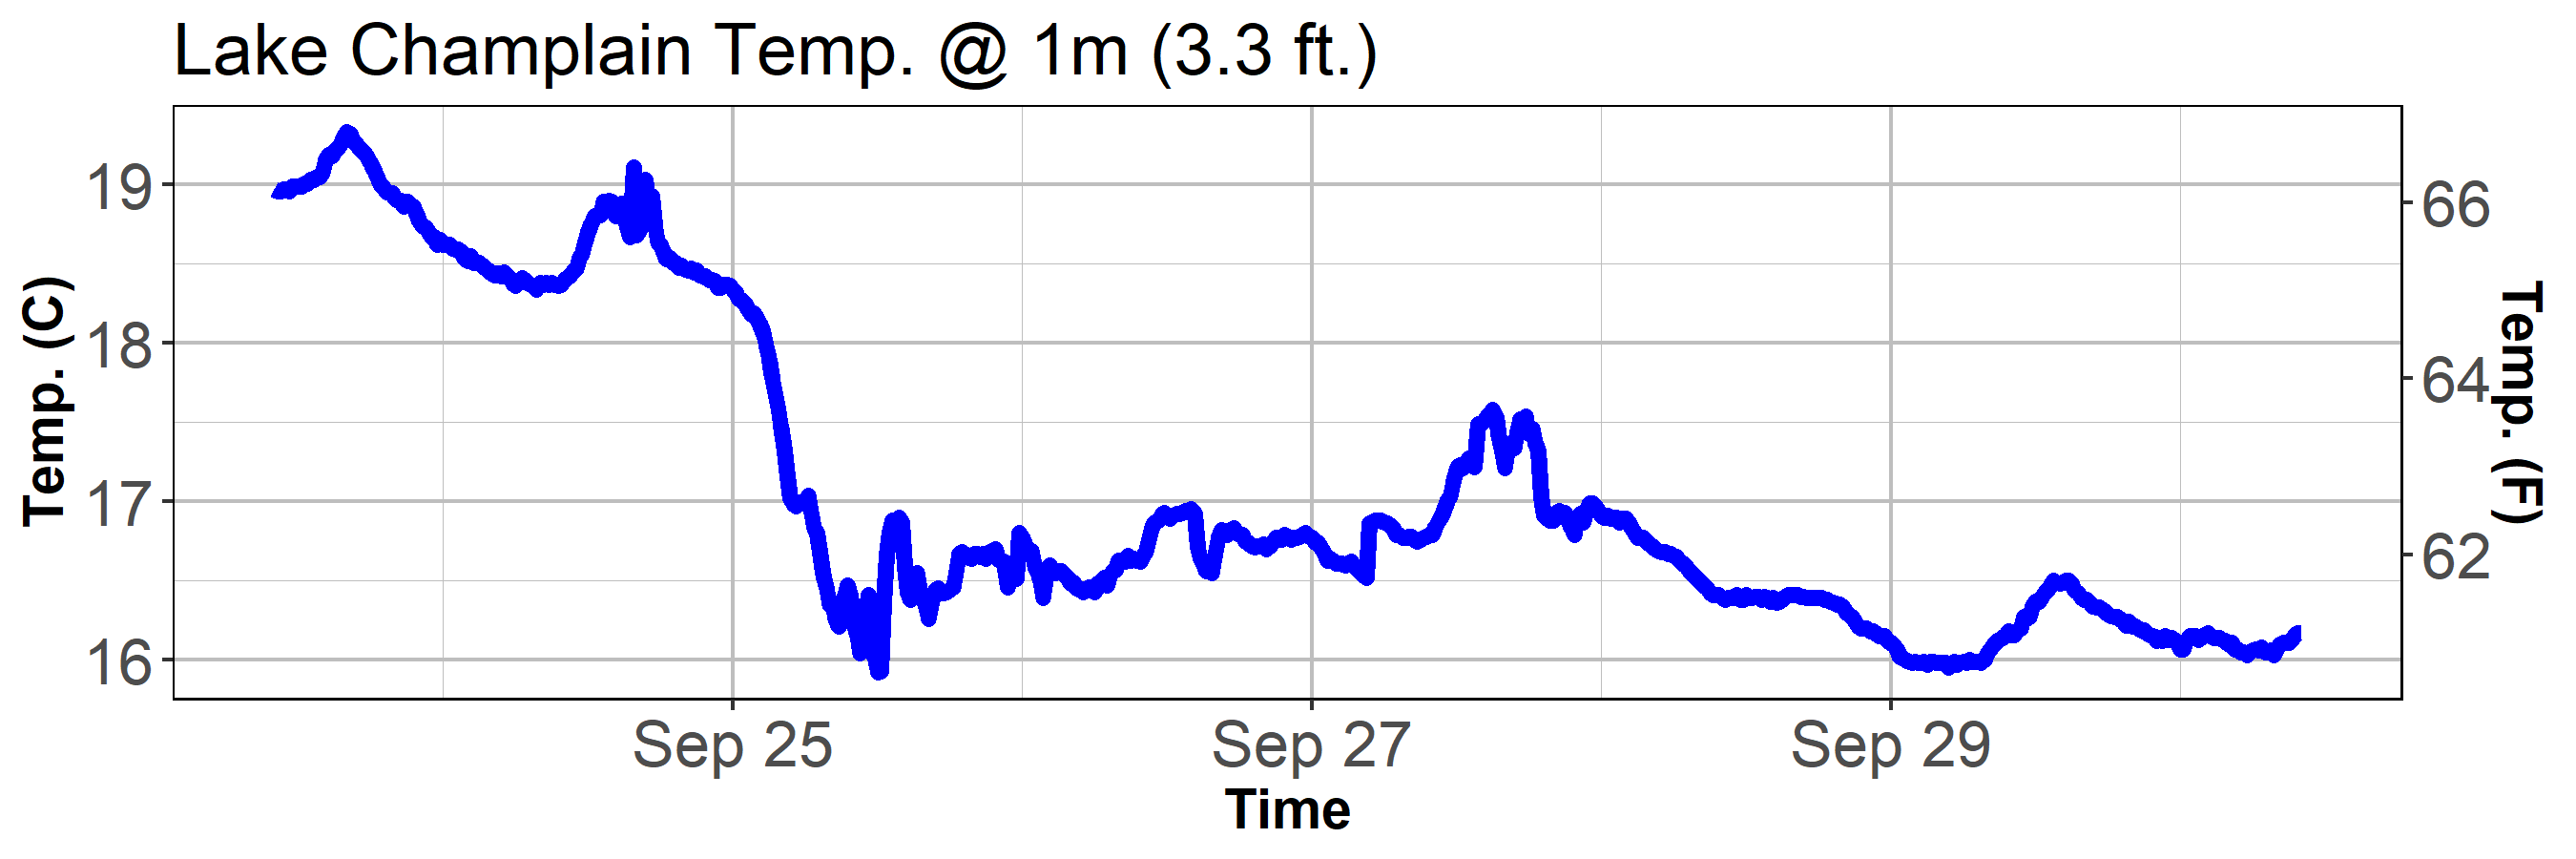 Lake Champlain Temp. @ 1m (3.3 ft.)
Temp. (C)
19
18
17
16
66
64
62
Temp. (F)
Sep 25 Sep 27 Sep 29
Time